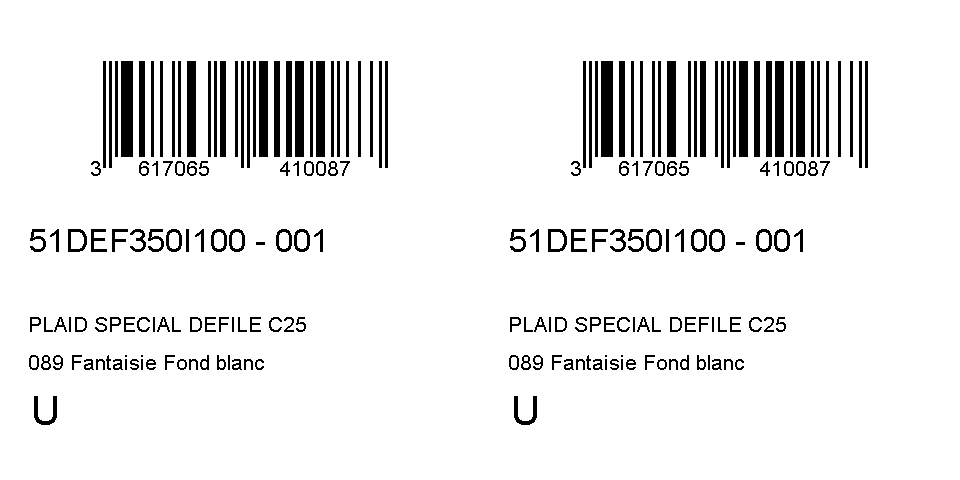 3 617065 410087
51DEF350I100 - 001
PLAID SPECIAL DEFILE C25
089 Fantaisie Fond blanc
U
3 617065 410087
51DEF350I100 - 001
PLAID SPECIAL DEFILE C25
089 Fantaisie Fond blanc
U